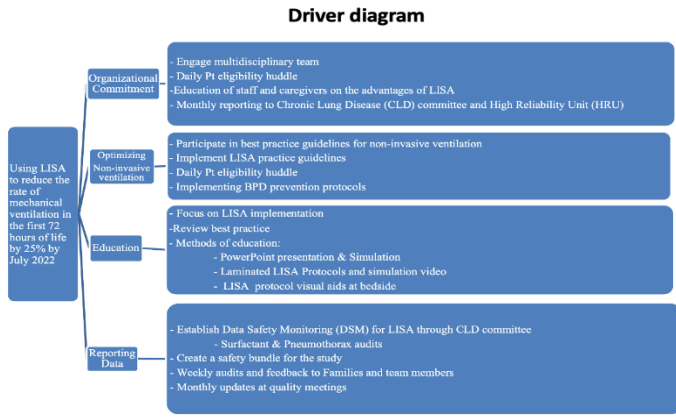 Driver diagram
Using LISA
to reduce the
rate of
mechanical
ventilation in
the first 72
hours of life
by 25% by
July 2022
Organizational
Commitment
- Engage multidisciplinary team
- Daily Pt eligibility huddle
-Education of staff and caregivers on the advantages of LISA
- Monthly reporting to Chronic Lung Disease (CLD) committee and High Reliability Unit (HRU)
Optimizing
Non-invasive
ventilation
- Participate in best practice guidelines for non-invasive ventilation
- Implement LISA practice guidelines
- Daily Pt eligibility huddle
- Implementing BPD prevention protocols
Education
- Focus on LISA implementation
-Review best practice
- Methods of education:
- PowerPoint presentation & Simulation
- Laminated LISA Protocols and simulation video
- LISA protocol visual aids at bedside
Reporting
Data
- Establish Data Safety Monitoring (DSM) for LISA through CLD committee
- Surfactant & Pneumothorax audits
- Create a safety bundle for the study
- Weekly audits and feedback to Families and team members
- Monthly updates at quality meetings